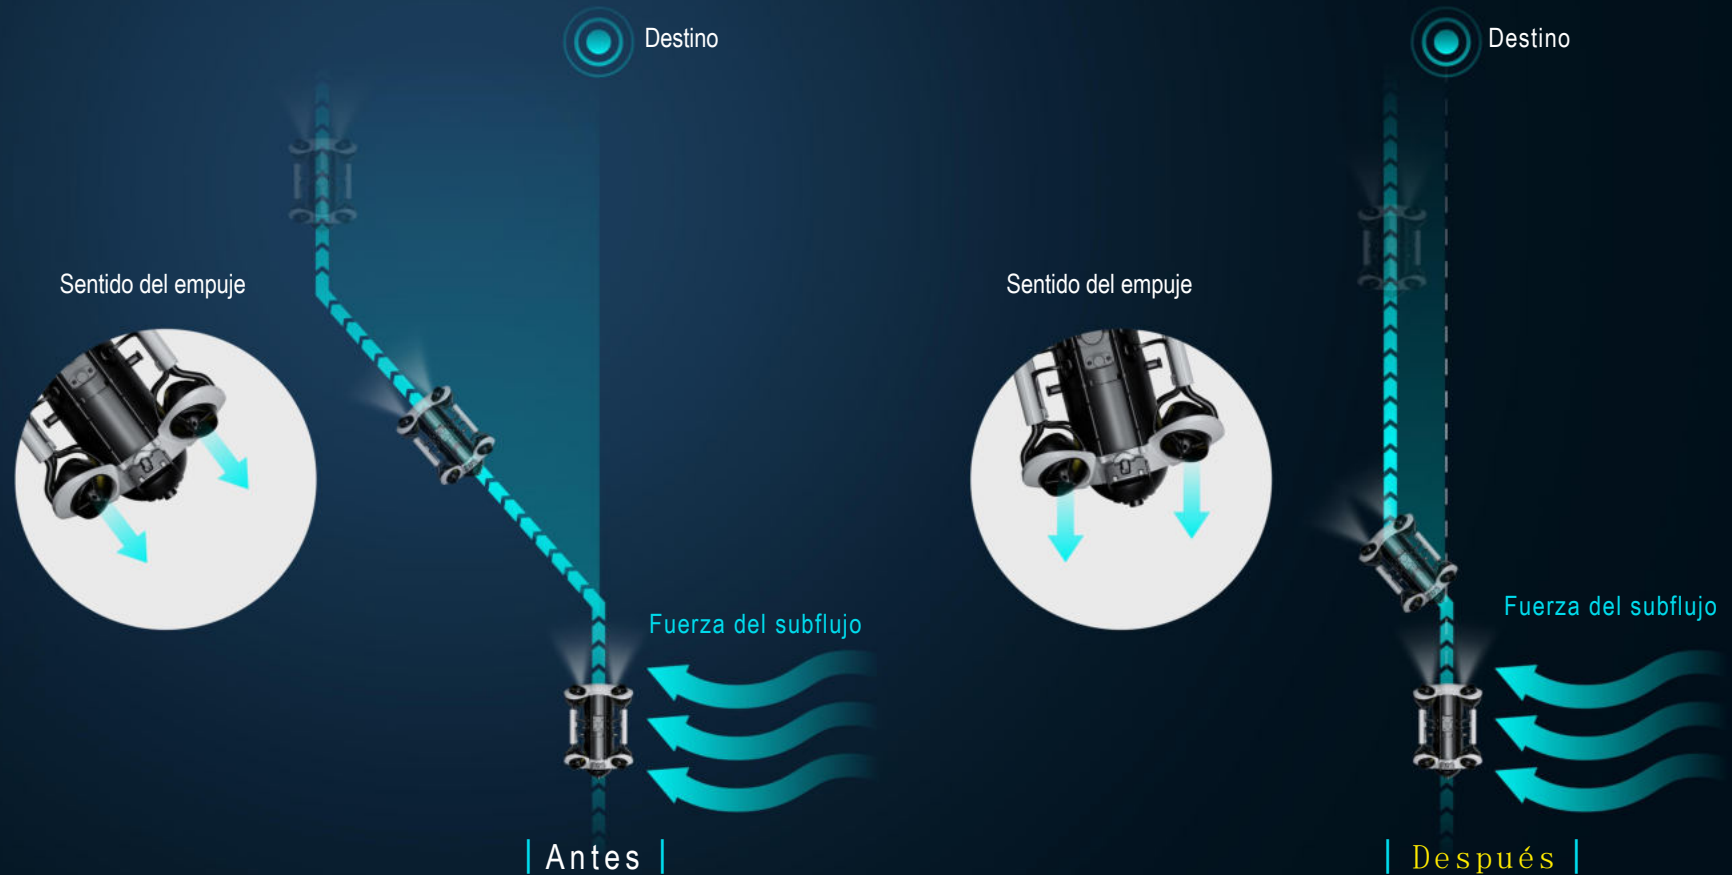 Destino
Sentido del empuje
Fuerza del subflujo
Antes
Destino
Sentido del empuje
Fuerza del subflujo
Después